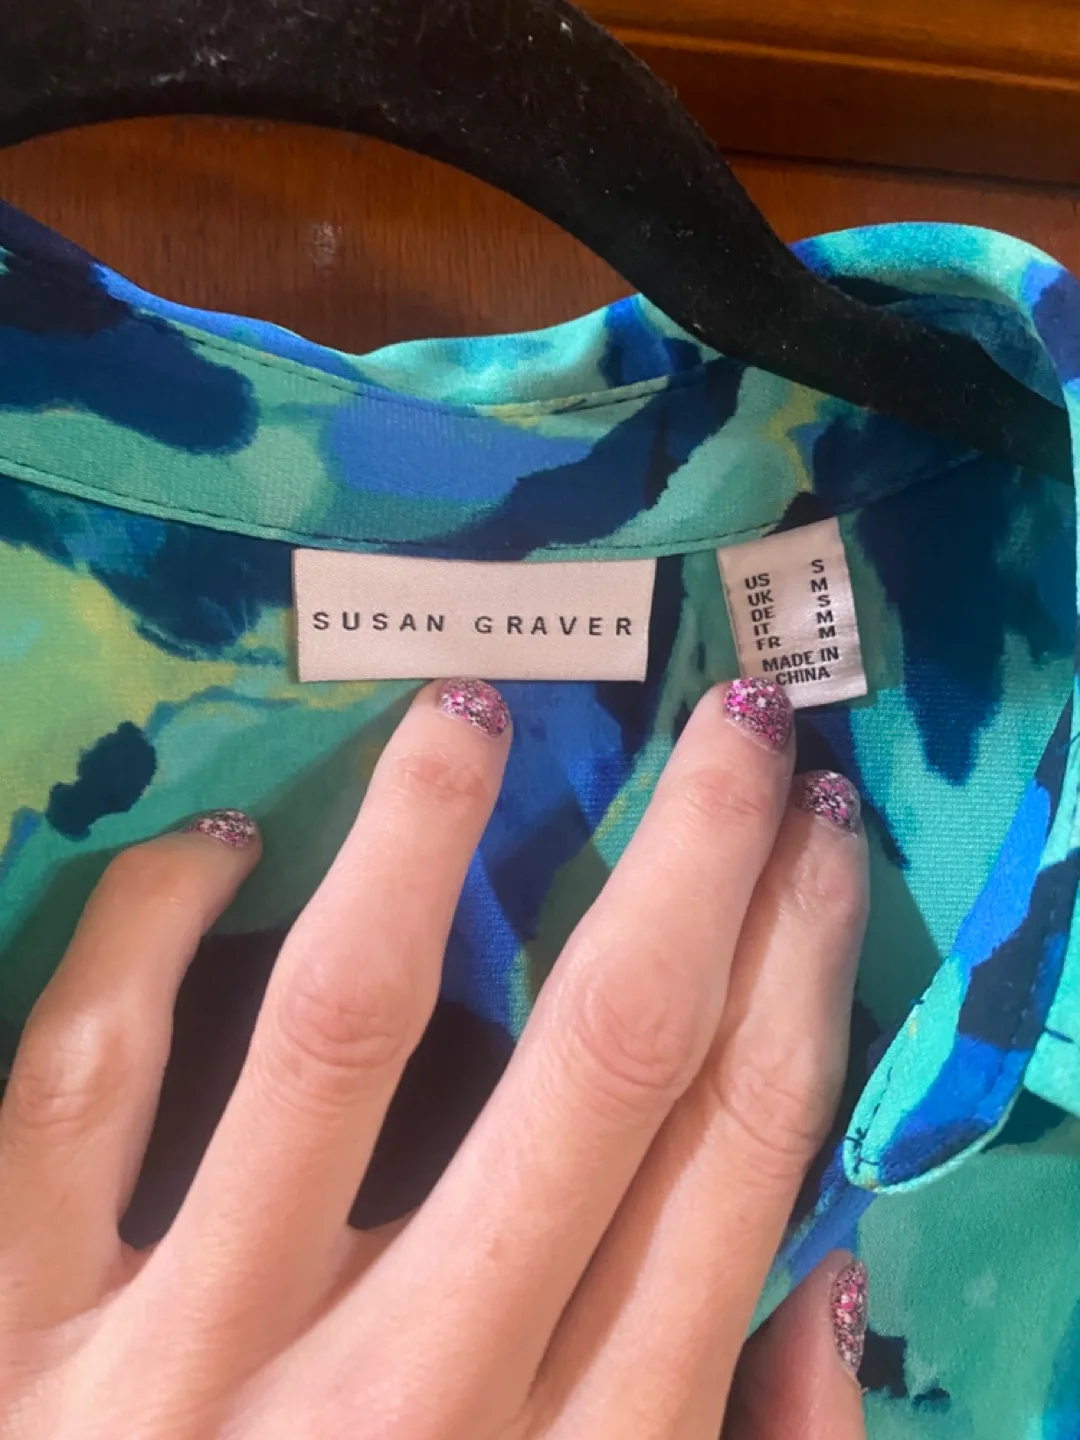 SUSAN GRAVER
US S
UK M
DE S
IT M
FR M
MADE IN
CHINA